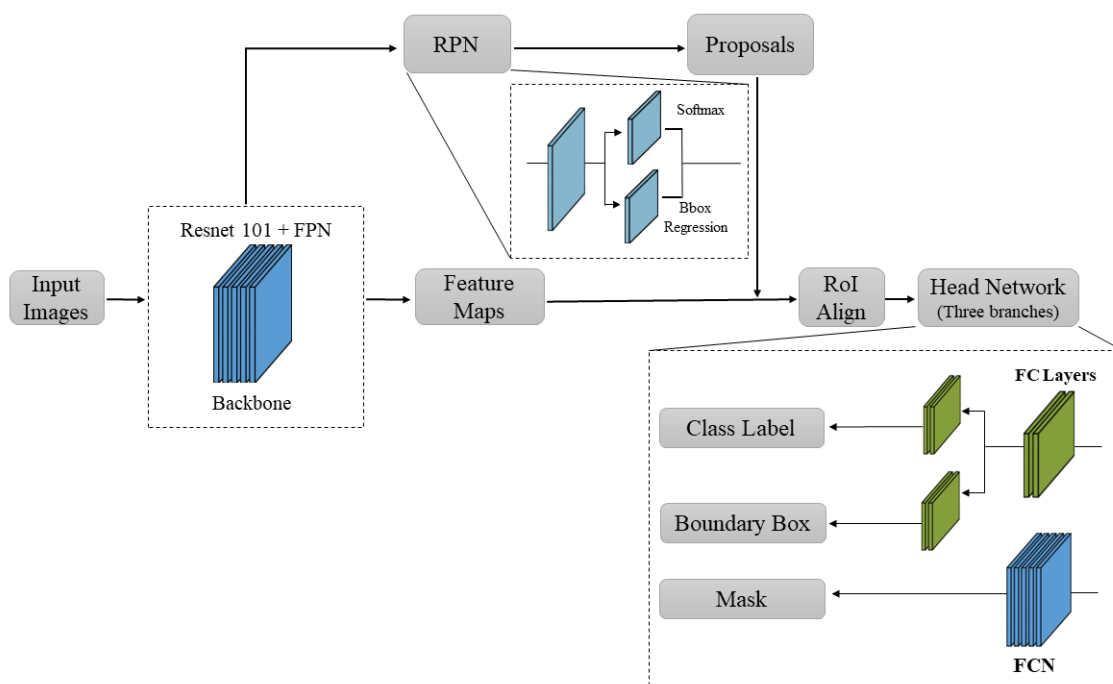 RPN
Proposals
Softmax
Bbox
Regression
Resnet 101 + FPN
Backbone
Input
Images
Feature
Maps
RoI
Align
Head Network
(Three branches)
FC Layers
Class Label
Boundary Box
Mask
FCN